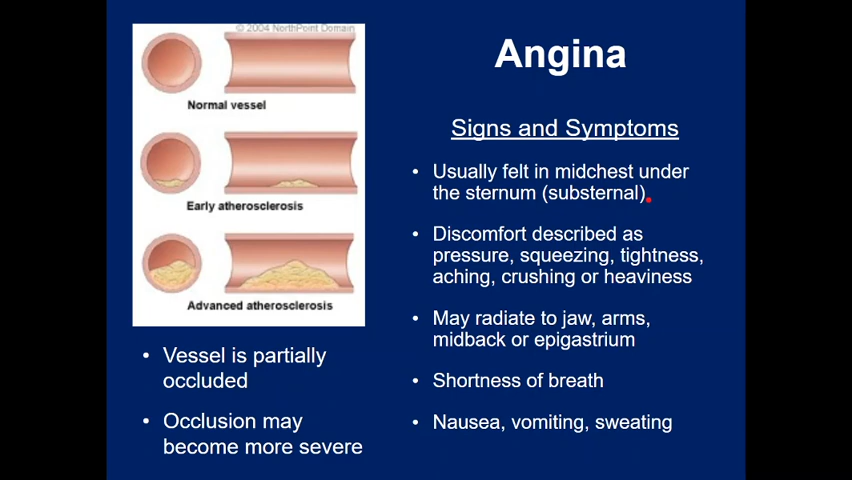 © 2004 NorthPoint Domain
Normal vessel
Early atherosclerosis
Advanced atherosclerosis
• Vessel is partially
occluded
• Occlusion may
become more severe
Angina
Signs and Symptoms
• Usually felt in midchest under
the sternum (substernal)
• Discomfort described as
pressure, squeezing, tightness,
aching, crushing or heaviness
• May radiate to jaw, arms,
midback or epigastrium
• Shortness of breath
• Nausea, vomiting, sweating